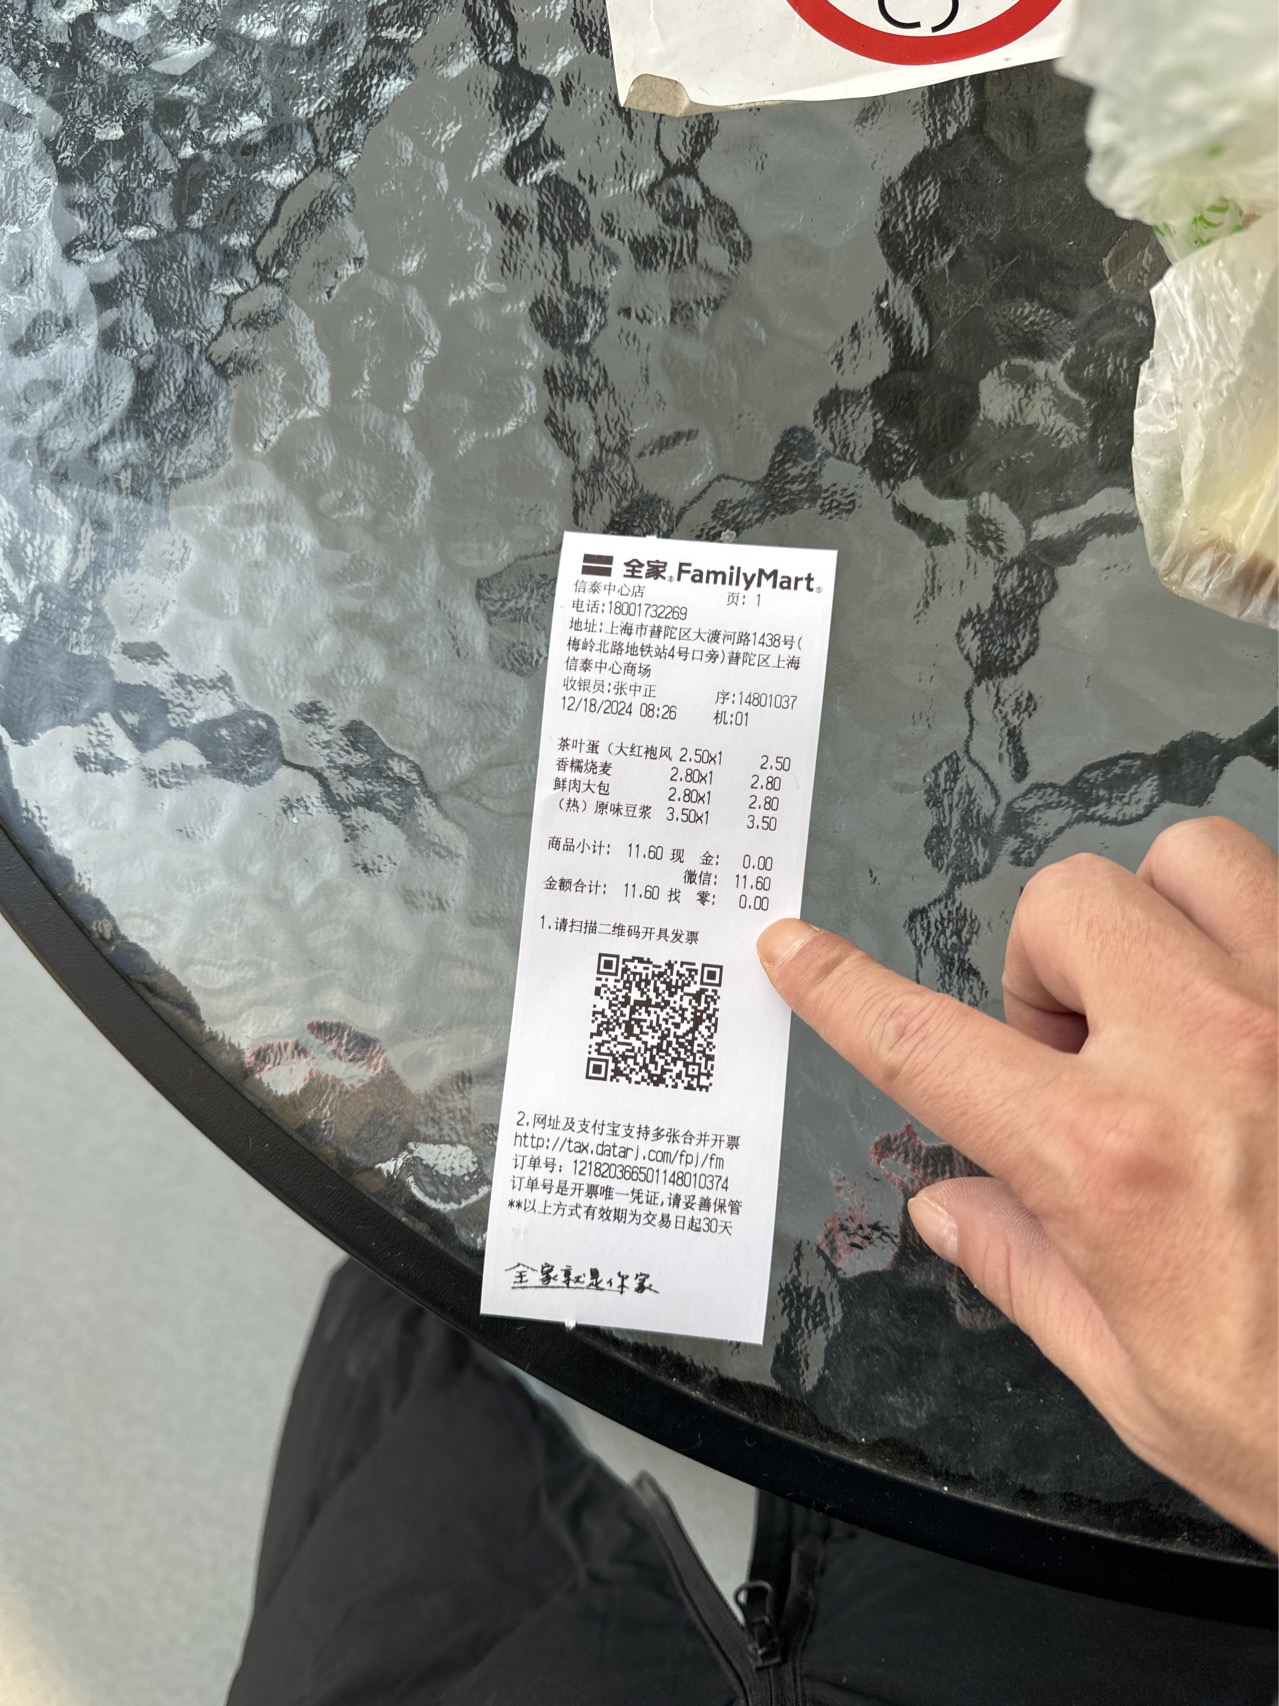 全家 FamilyMart
信泰中心店 页: 1
电话:18001732269
地址:上海市普陀区大渡河路1438号(
梅岭北路地铁站4号口旁)普陀区上海
信泰中心商场
收银员:张中正 序:14801037
12/18/2024 08:26 机:01
茶叶蛋（大红袍风 2.50x1 2.50
香糯烧麦 2.80x1 2.80
鲜肉大包 2.80x1 2.80
（热）原味豆浆 3.50x1 3.50
商品小计: 11.60 现 金: 0.00
微信: 11.60
金额合计: 11.60 找 零: 0.00
1.请扫描二维码开具发票
2.网址及支付宝支持多张合并开票
http://tax.datarj.com/fpj/fm
订单号: 121820366501148010374
订单号是开票唯一凭证,请妥善保管
**以上方式有效期为交易日起30天
全家就是你家